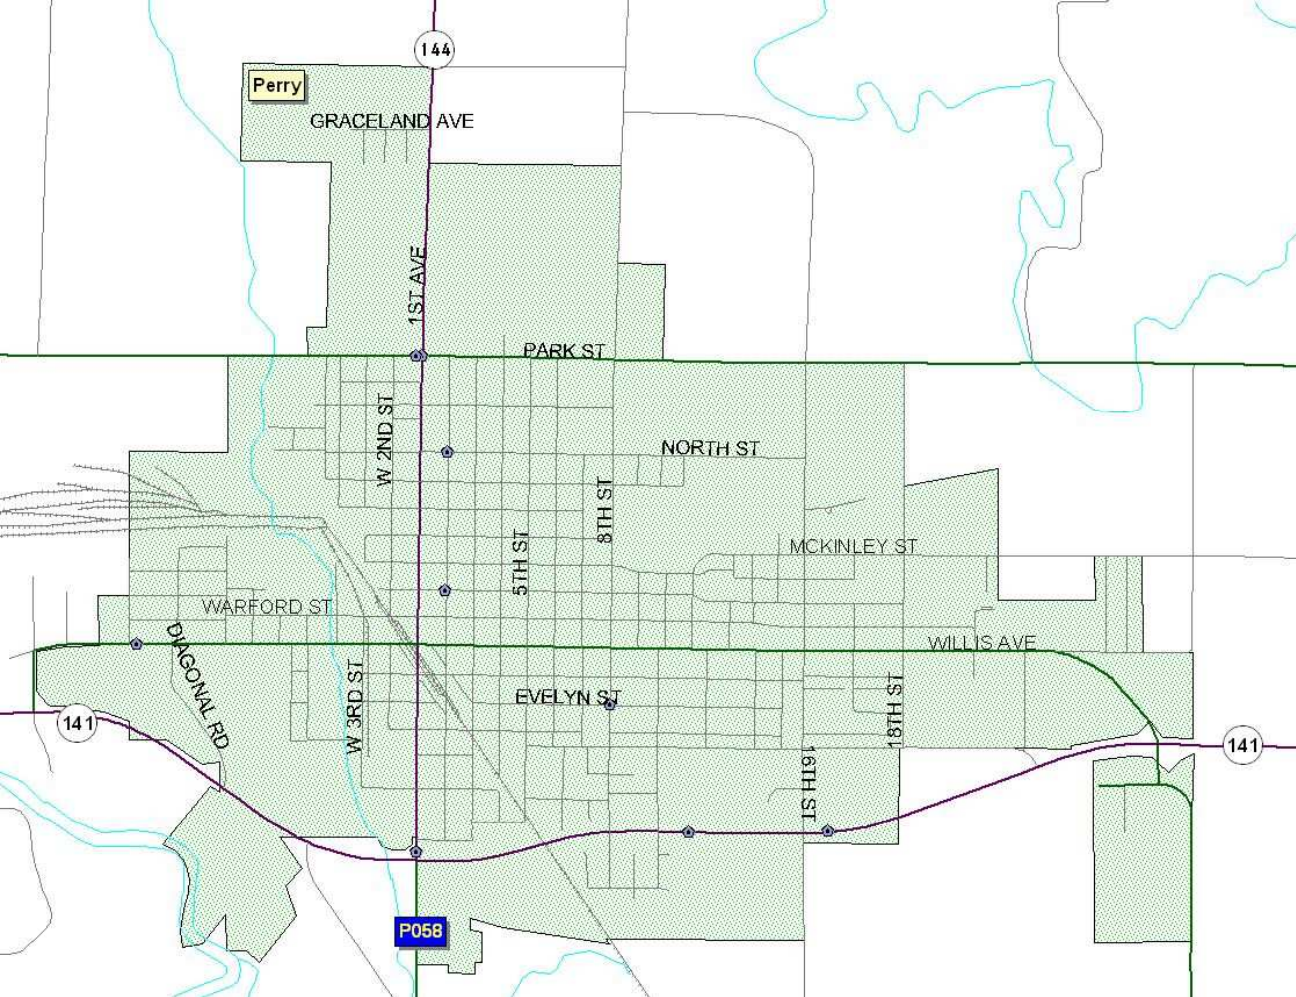 144
Perry
GRACELAND AVE
1ST AVE
PARK ST
W 2ND ST
NORTH ST
8TH ST
5TH ST
MCKINLEY ST
WARFORD ST
DIAGONAL RD
WILLIS AVE
W 3RD ST
EVELYN ST
18TH ST
141
141
16TH ST
P058